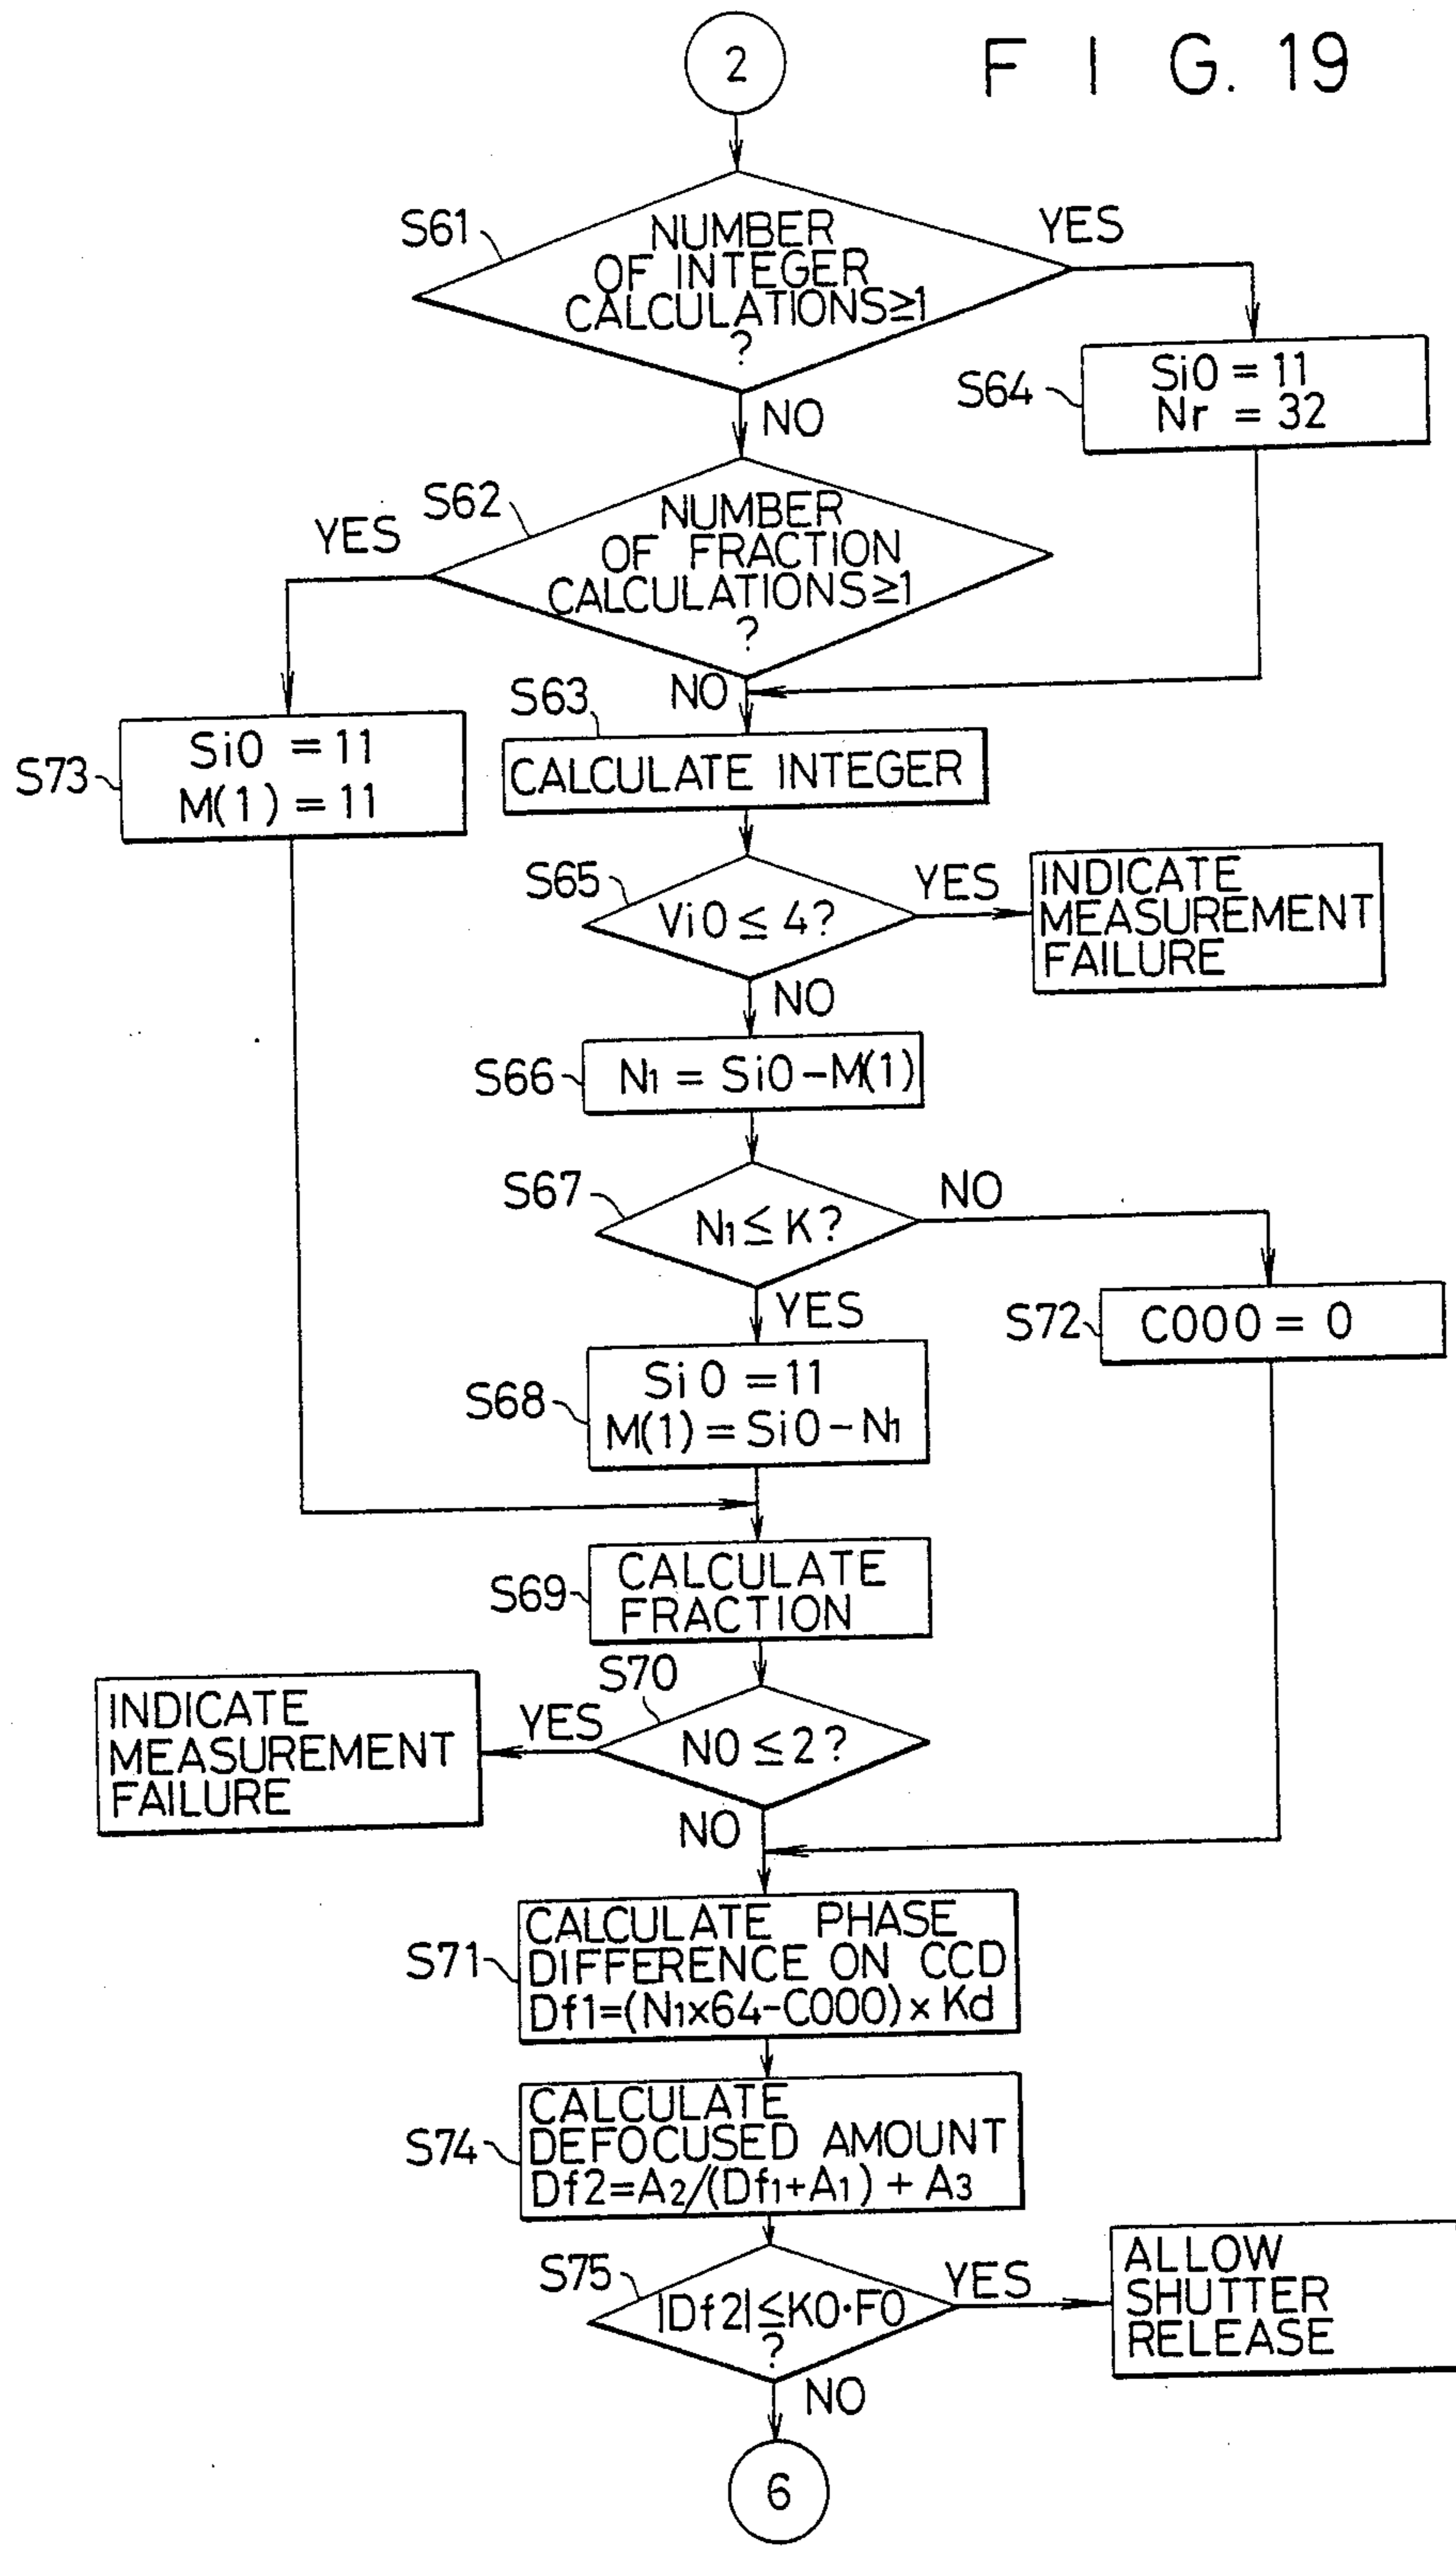 2
F I G. 19
S61
NUMBER
OF INTEGER
CALCULATIONS≥1
?
YES
NO
S64
Si0 = 11
Nr = 32
S62
NUMBER
OF FRACTION
CALCULATIONS≥1
?
YES
NO
S73
Si0 = 11
M(1) = 11
S63
CALCULATE INTEGER
S65
Vi0 ≤ 4?
YES
INDICATE
MEASUREMENT
FAILURE
NO
S66
N1 = Si0-M(1)
S67
N1 ≤ K?
NO
YES
S72
C000 = 0
S68
Si0 = 11
M(1) = Si0-N1
S69
CALCULATE
FRACTION
S70
N0 ≤ 2?
YES
INDICATE
MEASUREMENT
FAILURE
NO
S71
CALCULATE PHASE
DIFFERENCE ON CCD
Df1=(N1x64-C000) x Kd
S74
CALCULATE
DEFOCUSED AMOUNT
Df2=A2/(Df1+A1) + A3
S75
|Df2|≤K0·F0
?
YES
ALLOW
SHUTTER
RELEASE
NO
6